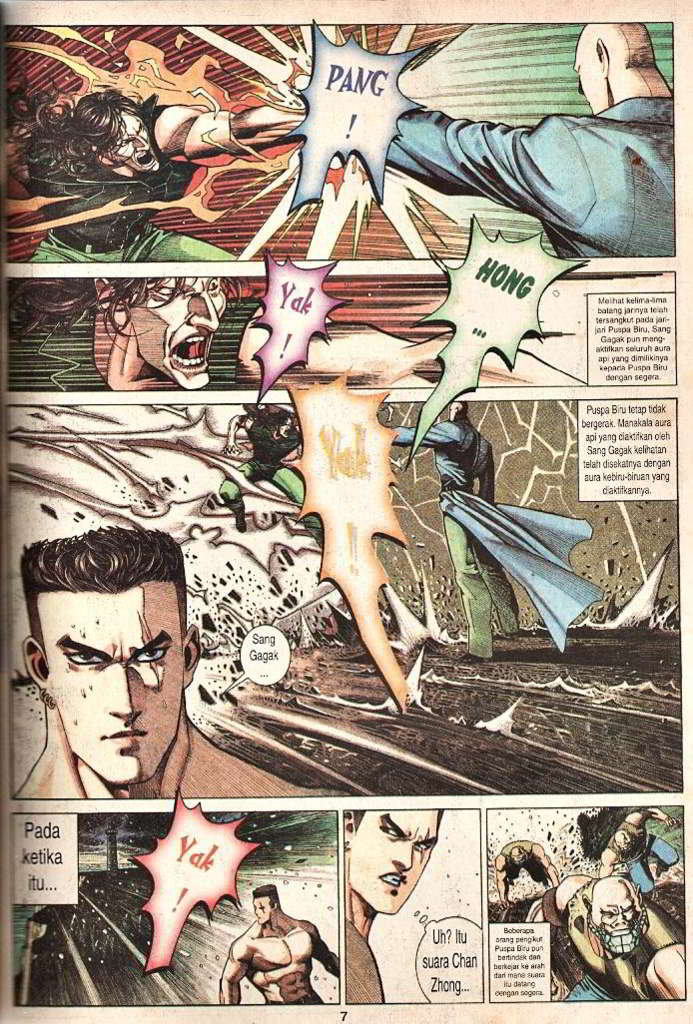 PANG
!
Yak
!
HONG
...
Melihat kelima-lima
batang jarinya telah
tersangkut pada jari-
jari Puspa Biru, Sang
Gagak pun meng-
aktifkan seluruh aura
api yang dimilikinya
kepada Puspa Biru
dengan segera.
Puspa Biru tetap tidak
bergerak. Manakala aura
api yang diaktifkan oleh
Sang Gagak kelihatan
telah disekatnya dengan
aura kebiru-biruan yang
diaktifkannya.
Yak
!!
Sang
Gagak
...
Pada
ketika
itu...
Yak
!
Uh? Itu
suara Chan
Zhong...
Beberapa
orang pengikut
Puspa Biru pun
bertindak dan
berkejar ke arah
dari mana suara
itu datang
dengan segera.
7